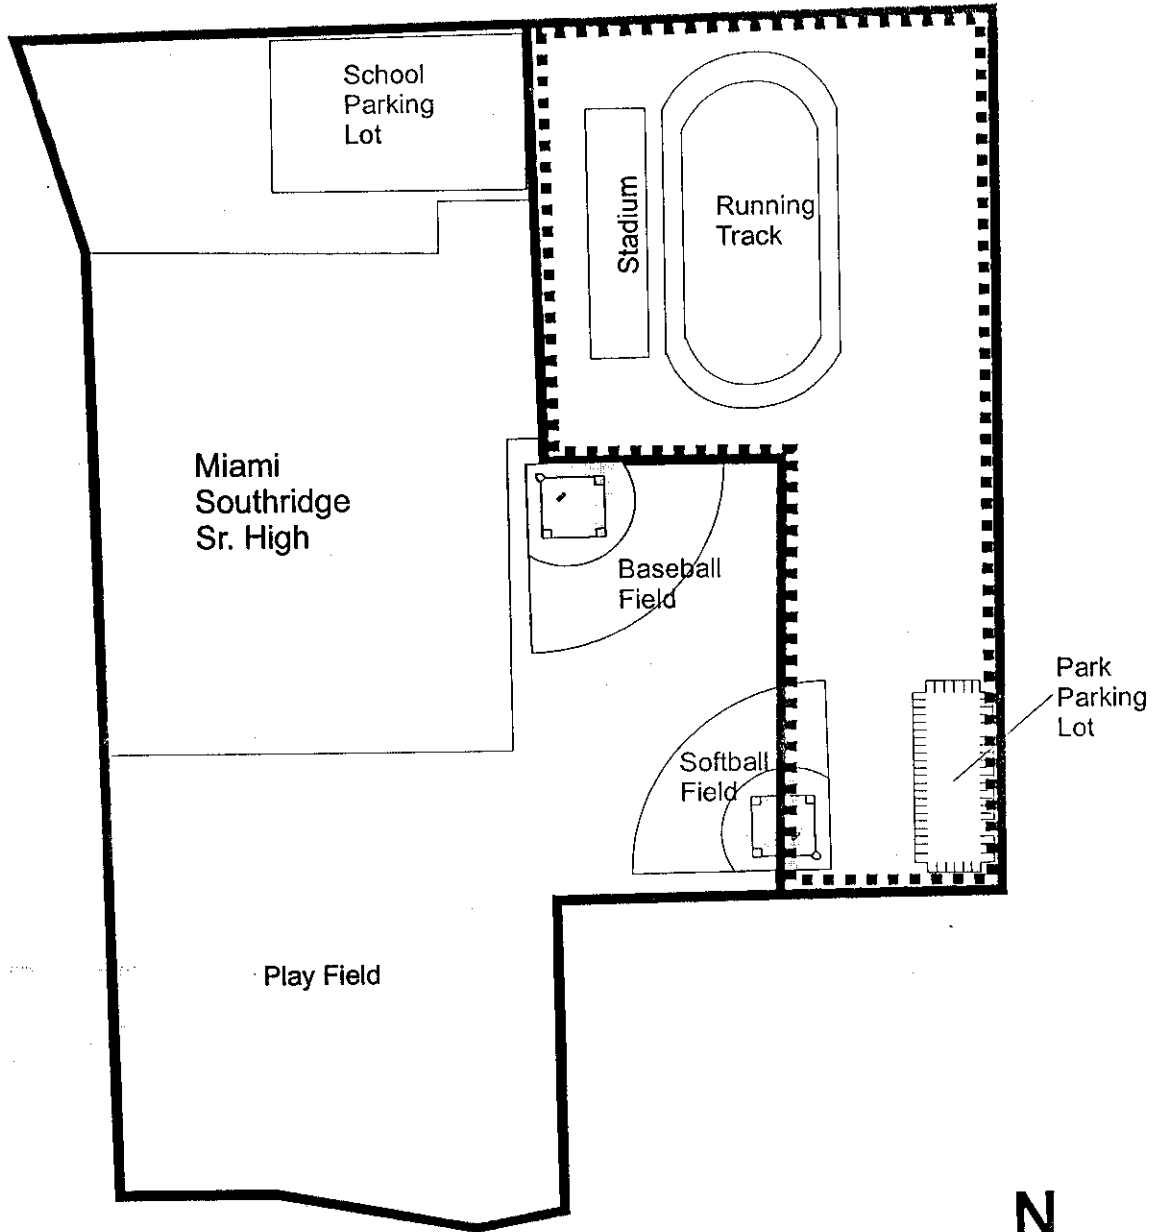 School
Parking
Lot
Stadium
Running
Track
Miami
Southridge
Sr. High
Baseball
Field
Park
Parking
Lot
Softball
Field
Play Field
N